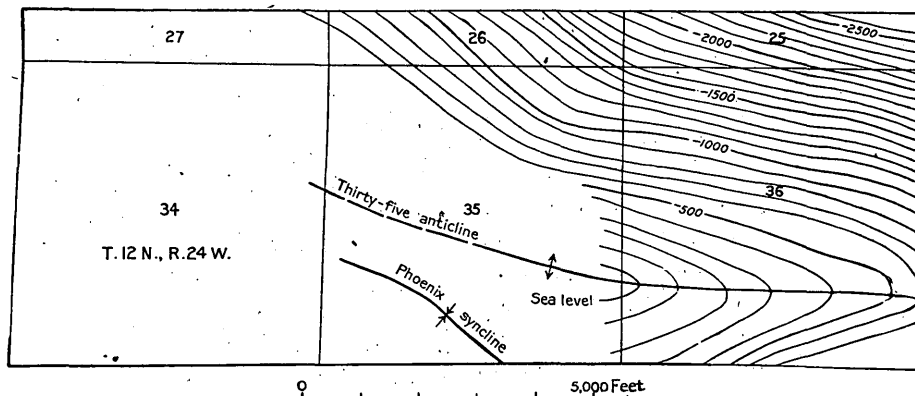 27
26
25
-2500
-2000
-1500
-1000
34
35
36
Thirty-five anticline
-500
T. 12 N., R. 24 W.
Phoenix syncline
Sea level
0
5,000 Feet